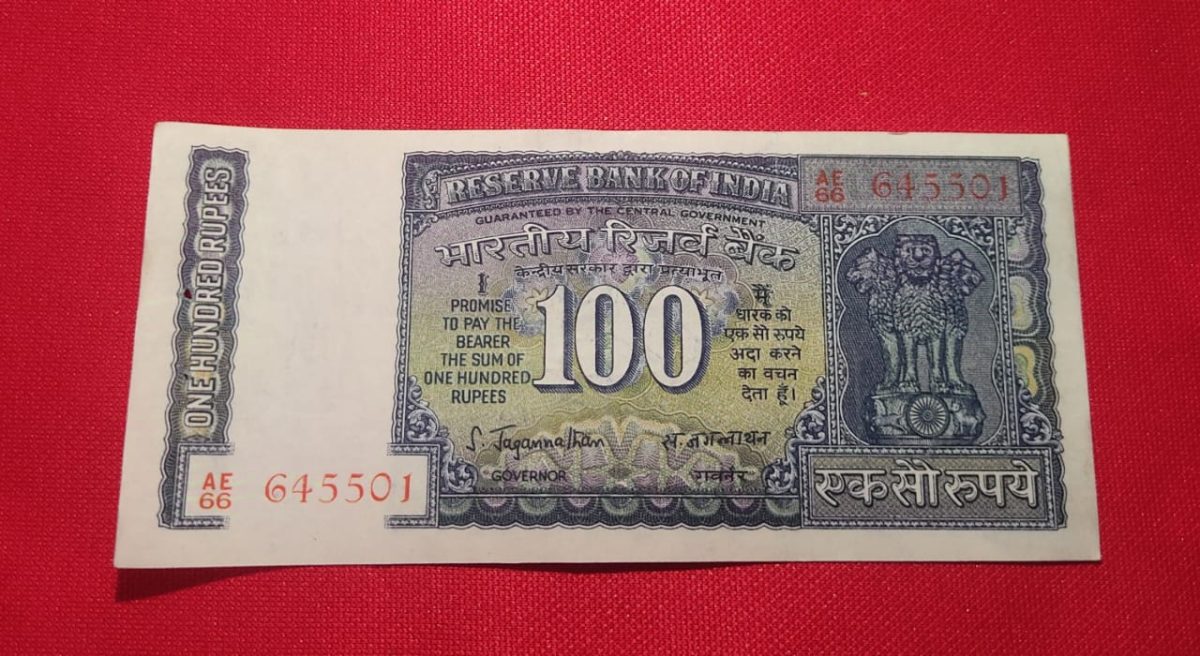 ONE HUNDRED RUPEES
RESERVE BANK OF INDIA
AE
66 645501
GUARANTEED BY THE CENTRAL GOVERNMENT
भारतीय रिज़र्व बैंक
केन्द्रीय सरकार द्वारा प्रत्याभूत
I
PROMISE
TO PAY THE
BEARER
THE SUM OF
ONE HUNDRED
RUPEES
100
मैं
धारक को
एक सौ रुपये
अदा करने
का वचन
देता हूँ।
S. Jagannathan
GOVERNOR
स. जगन्नाथन
गवर्नर
एक सौ रुपये
AE
66 645501